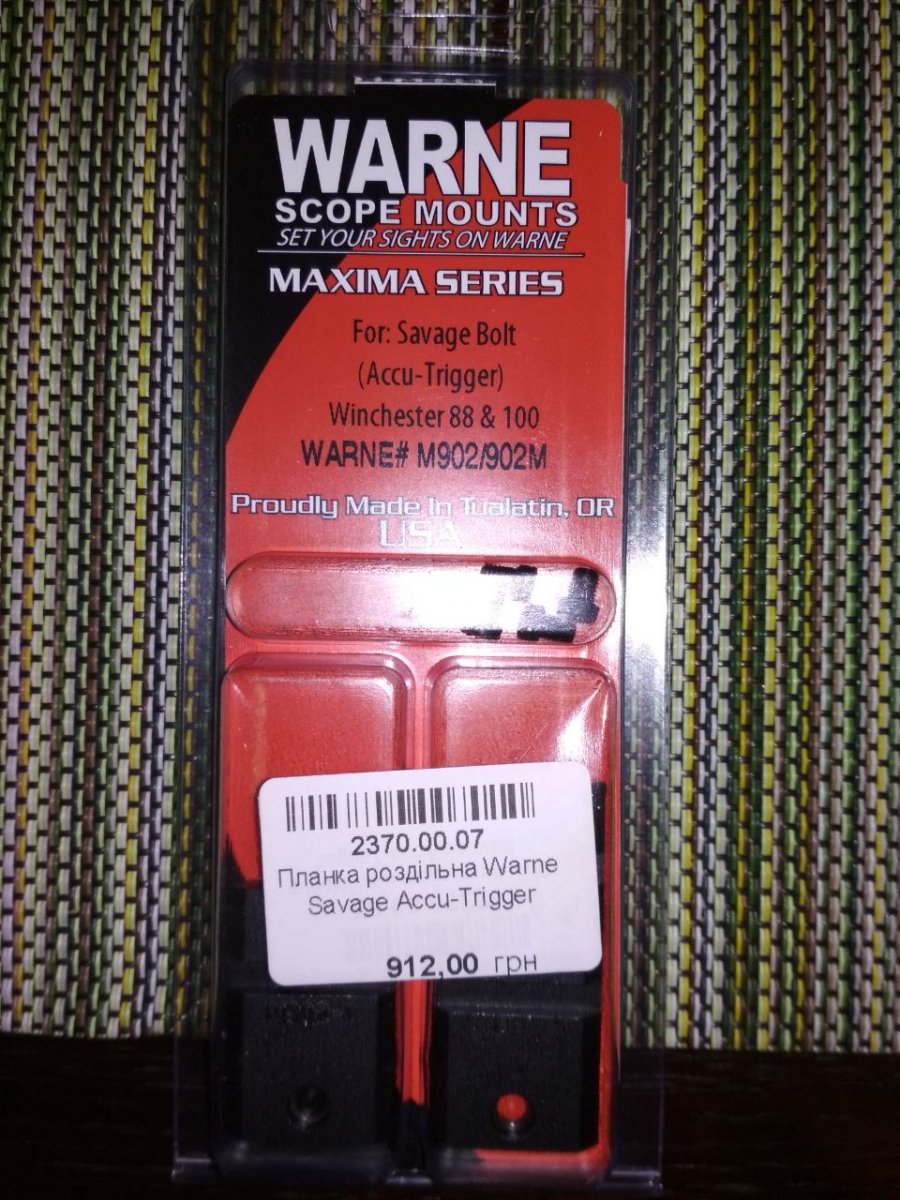 WARNE
SCOPE MOUNTS
SET YOUR SIGHTS ON WARNE
MAXIMA SERIES
For: Savage Bolt
(Accu-Trigger)
Winchester 88 & 100
WARNE# M902/902M
Proudly Made In Tualatin, OR
USA
2370.00.07
Планка роздільна Warne
Savage Accu-Trigger
912,00 грн